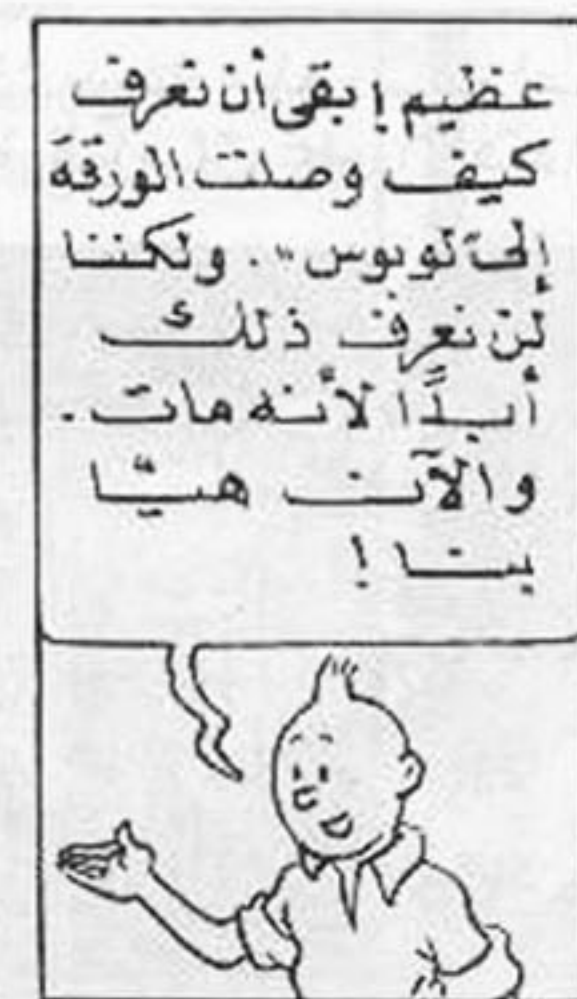 عظيم ! بقى أن نعرف
كيف وصلت الورقة
إلى لوبوس ". ولكننا
لن نعرف ذلك
أبدًا لأنه مات .
والآن هيّا
بنا !